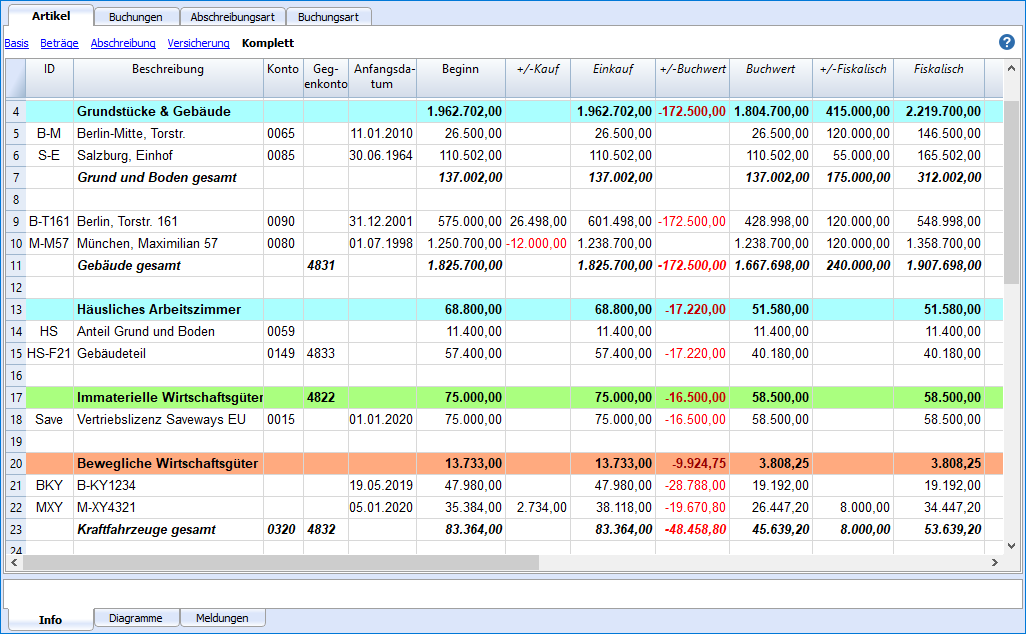 Artikel Buchungen Abschreibungsart Buchungsart
Basis Beträge Abschreibung Versicherung Komplett ?
ID Beschreibung Konto Geg- Anfangsda- Beginn +/-Kauf Einkauf +/-Buchwert Buchwert +/-Fiskalisch Fiskalisch
enkonto tum
4 Grundstücke & Gebäude 1.962.702,00 1.962.702,00 -172.500,00 1.804.700,00 415.000,00 2.219.700,00
5 B-M Berlin-Mitte, Torstr. 0065 11.01.2010 26.500,00 26.500,00 26.500,00 120.000,00 146.500,00
6 S-E Salzburg, Einhof 0085 30.06.1964 110.502,00 110.502,00 110.502,00 55.000,00 165.502,00
7 Grund und Boden gesamt 137.002,00 137.002,00 137.002,00 175.000,00 312.002,00
8
9 B-T161 Berlin, Torstr. 161 0090 31.12.2001 575.000,00 26.498,00 601.498,00 -172.500,00 428.998,00 120.000,00 548.998,00
10 M-M57 München, Maximilian 57 0080 01.07.1998 1.250.700,00 -12.000,00 1.238.700,00 1.238.700,00 120.000,00 1.358.700,00
11 Gebäude gesamt 4831 1.825.700,00 1.825.700,00 -172.500,00 1.667.698,00 240.000,00 1.907.698,00
12
13 Häusliches Arbeitszimmer 68.800,00 68.800,00 -17.220,00 51.580,00 51.580,00
14 HS Anteil Grund und Boden 0059 11.400,00 11.400,00 11.400,00 11.400,00
15 HS-F21 Gebäudeteil 0149 4833 57.400,00 57.400,00 -17.220,00 40.180,00 40.180,00
16
17 Immaterielle Wirtschaftsgüter 4822 75.000,00 75.000,00 -16.500,00 58.500,00 58.500,00
18 Save Vertriebslizenz Saveways EU 0015 01.01.2020 75.000,00 75.000,00 -16.500,00 58.500,00 58.500,00
19
20 Bewegliche Wirtschaftsgüter 13.733,00 13.733,00 -9.924,75 3.808,25 3.808,25
21 BKY B-KY1234 19.05.2019 47.980,00 47.980,00 -28.788,00 19.192,00 19.192,00
22 MXY M-XY4321 05.01.2020 35.384,00 2.734,00 38.118,00 -19.670,80 26.447,20 8.000,00 34.447,20
23 Kraftfahrzeuge gesamt 0320 4832 83.364,00 83.364,00 -48.458,80 45.639,20 8.000,00 53.639,20
24
Info Diagramme Meldungen